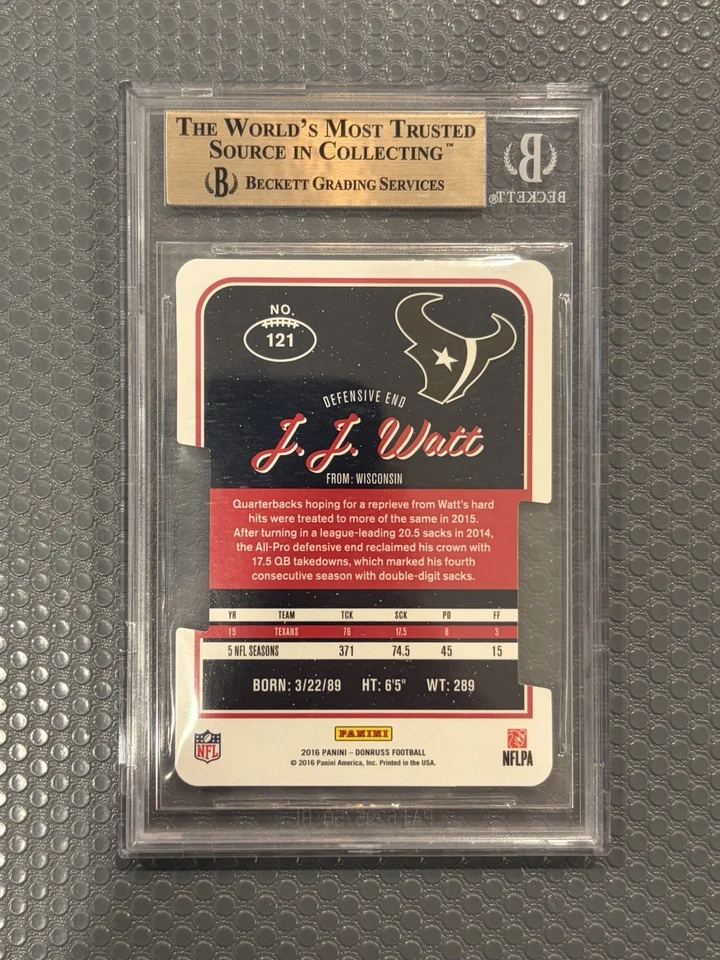 THE WORLD'S MOST TRUSTED
SOURCE IN COLLECTING™
B BECKETT GRADING SERVICES
B
BECKETT®
NO.
121
DEFENSIVE END
J. J. Watt
FROM: WISCONSIN
Quarterbacks hoping for a reprieve from Watt's hard
hits were treated to more of the same in 2015.
After turning in a league-leading 20.5 sacks in 2014,
the All-Pro defensive end reclaimed his crown with
17.5 QB takedowns, which marked his fourth
consecutive season with double-digit sacks.
YR TEAM TCK SCK PD FF
15 TEXANS 76 17.5 8 3
5 NFL SEASONS 371 74.5 45 15
BORN: 3/22/89 HT: 6'5" WT: 289
NFL
PANINI
2016 PANINI – DONRUSS FOOTBALL
© 2016 Panini America, Inc. Printed in the USA.
NFLPA